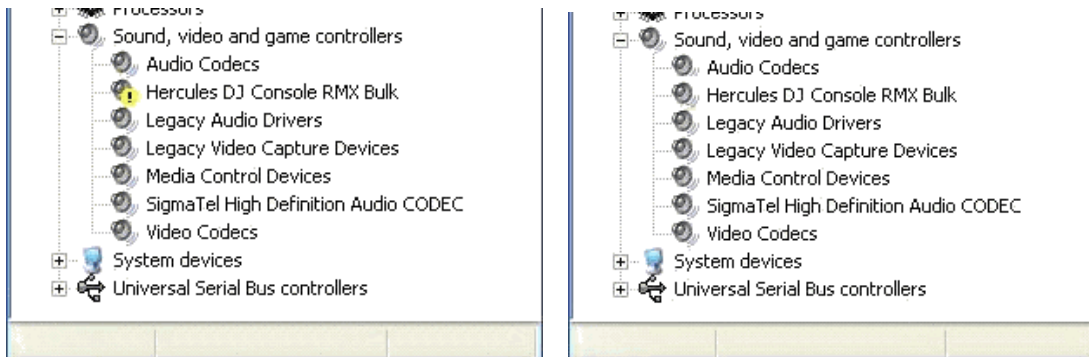 Processors
Sound, video and game controllers
Audio Codecs
Hercules DJ Console RMX Bulk
Legacy Audio Drivers
Legacy Video Capture Devices
Media Control Devices
SigmaTel High Definition Audio CODEC
Video Codecs
System devices
Universal Serial Bus controllers
Processors
Sound, video and game controllers
Audio Codecs
Hercules DJ Console RMX Bulk
Legacy Audio Drivers
Legacy Video Capture Devices
Media Control Devices
SigmaTel High Definition Audio CODEC
Video Codecs
System devices
Universal Serial Bus controllers